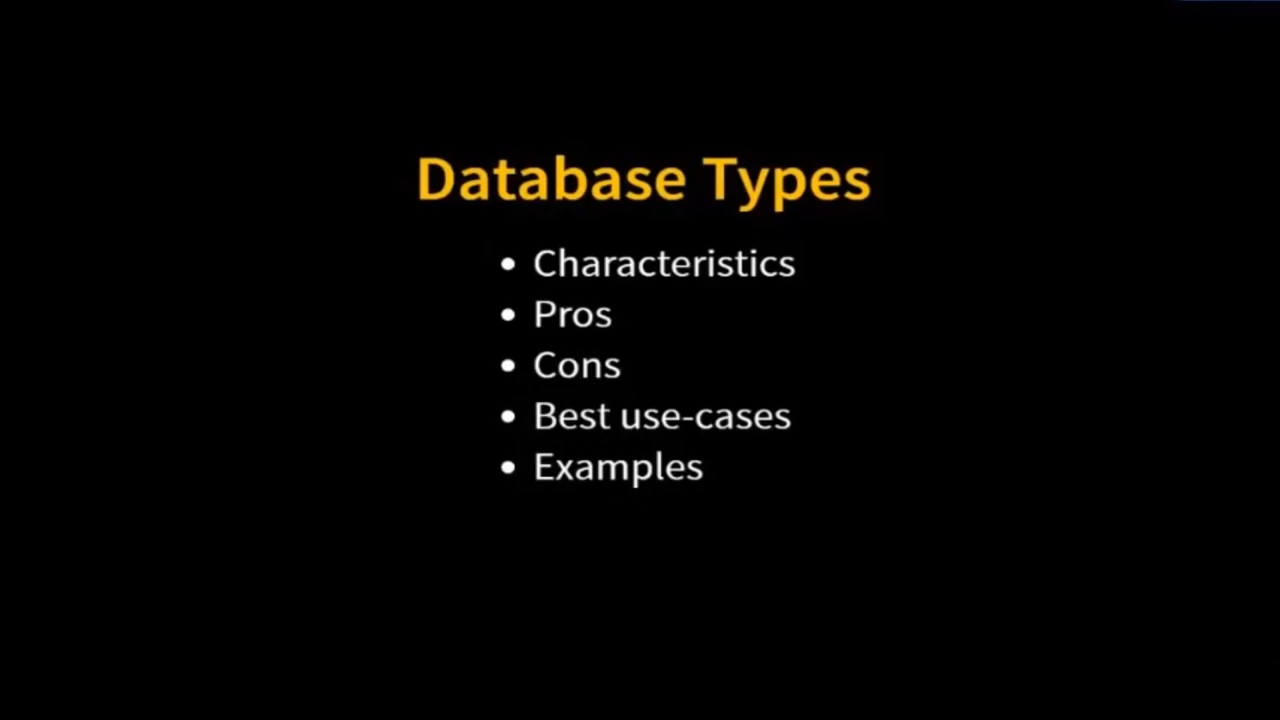 Database Types
• Characteristics
• Pros
• Cons
• Best use-cases
• Examples